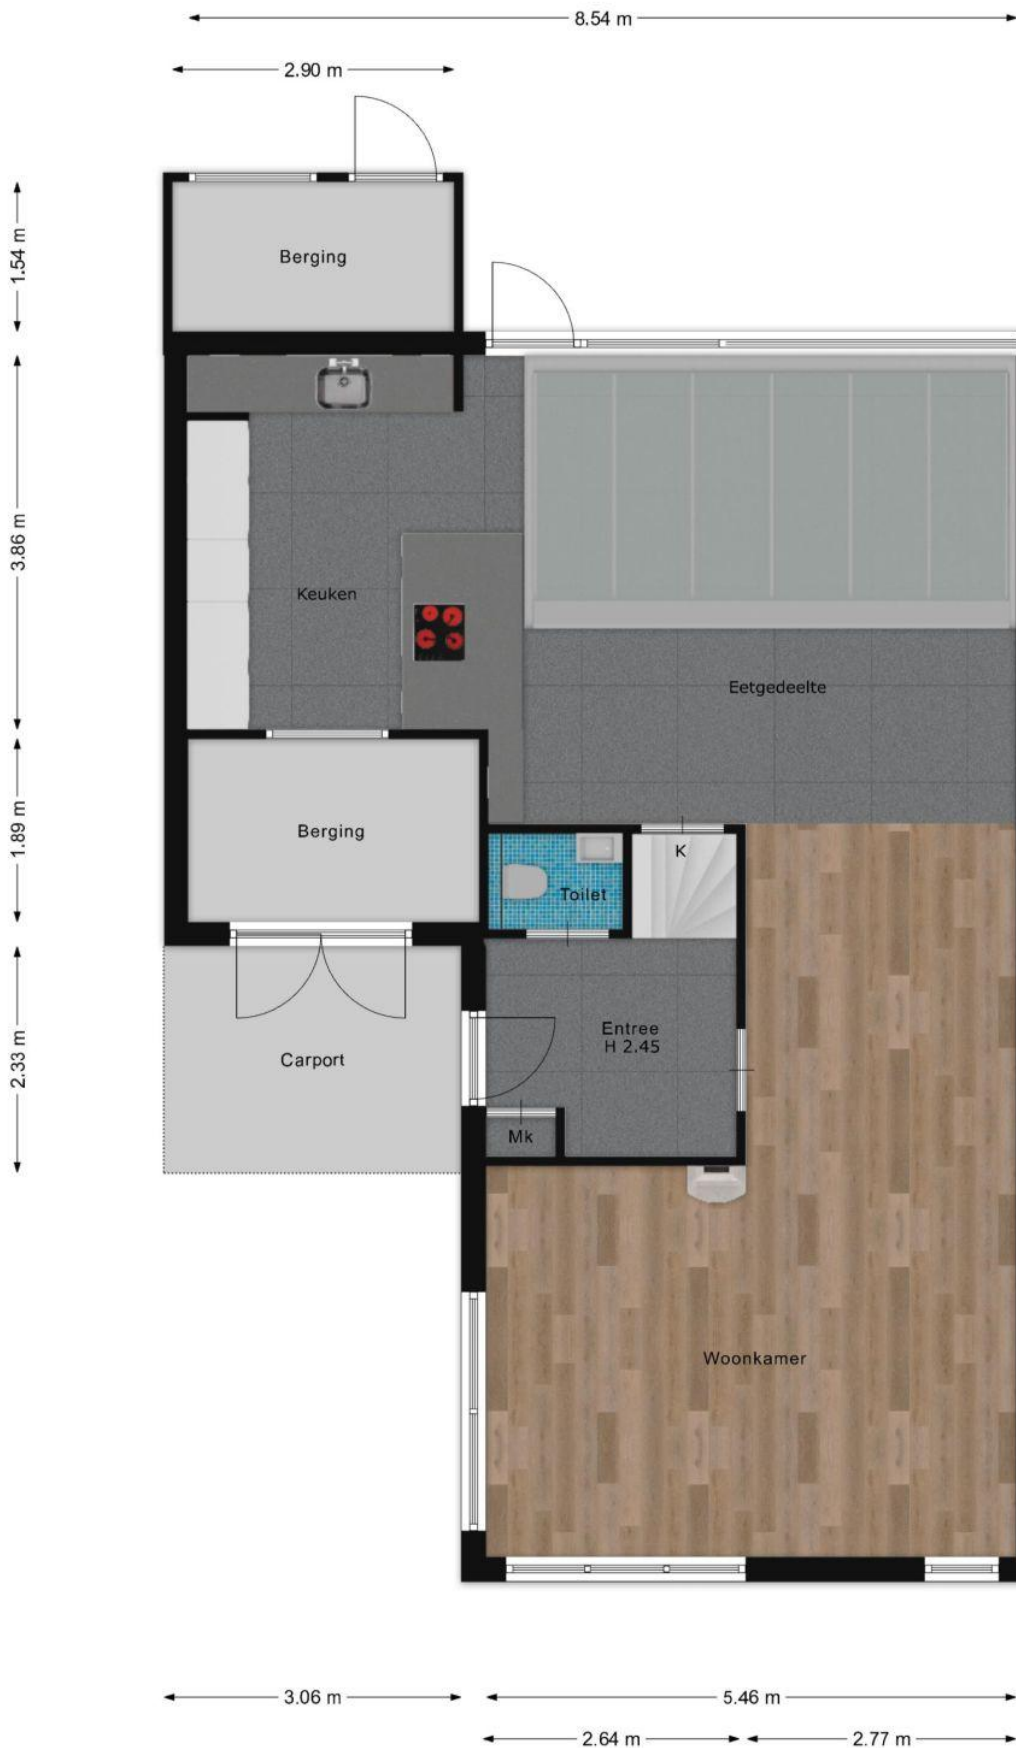 8.54 m
2.90 m
1.54 m
Berging
3.86 m
Keuken
Eetgedeelte
1.89 m
Berging
K
Toilet
2.33 m
Carport
Entree
H 2.45
Mk
Woonkamer
3.06 m
5.46 m
2.64 m
2.77 m